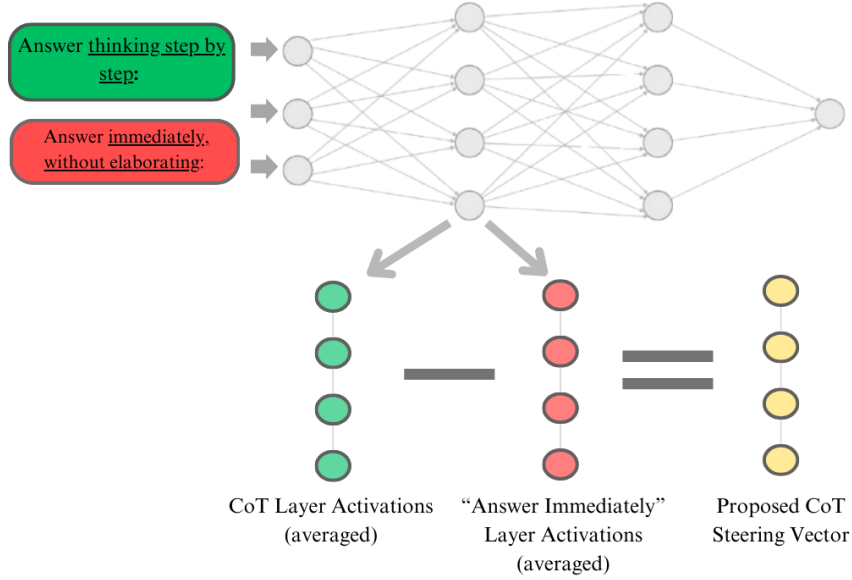 Answer thinking step by
step:
Answer immediately,
without elaborating:
CoT Layer Activations
(averaged)
“Answer Immediately”
Layer Activations
(averaged)
Proposed CoT
Steering Vector